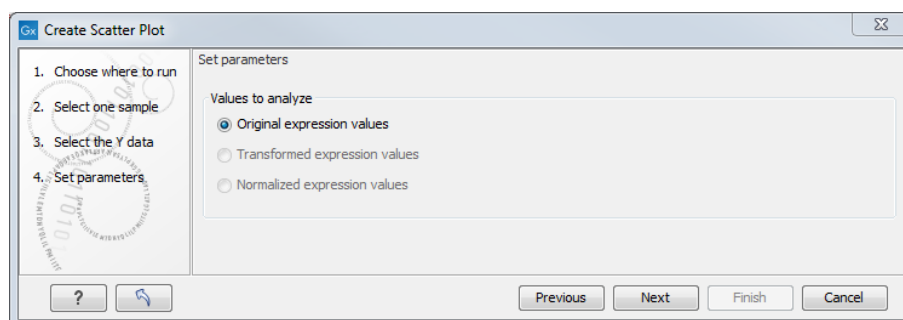 Gx Create Scatter Plot
1. Choose where to run
2. Select one sample
3. Select the Y data
4. Set parameters
Set parameters
Values to analyze
Original expression values
Transformed expression values
Normalized expression values
?
Previous
Next
Finish
Cancel